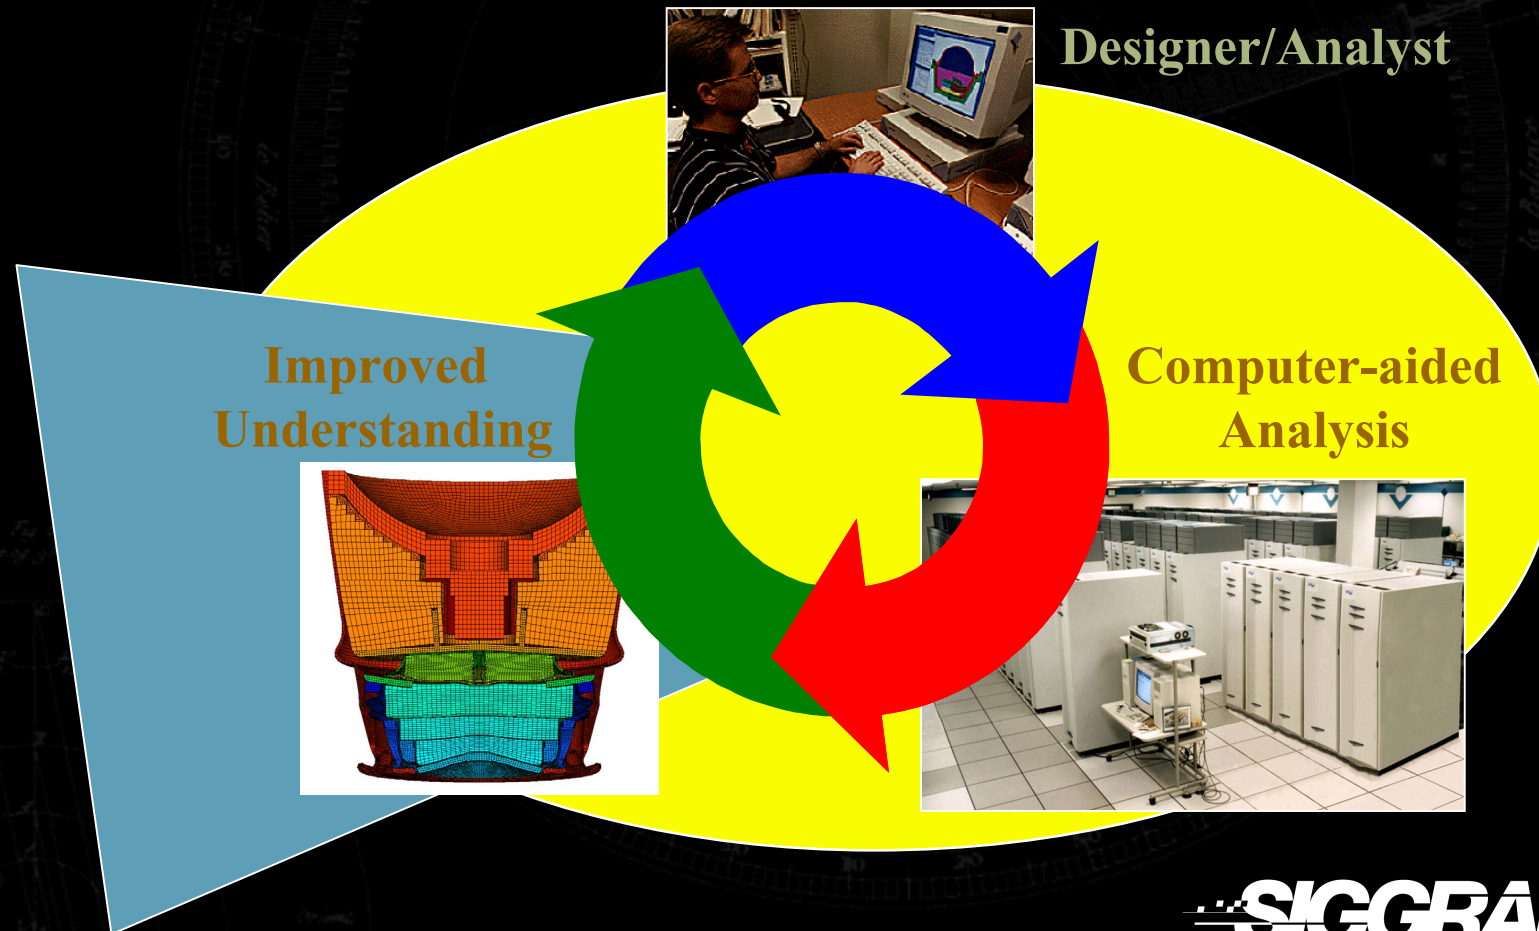 Designer/Analyst
Improved
Understanding
Computer-aided
Analysis
SIGGRA